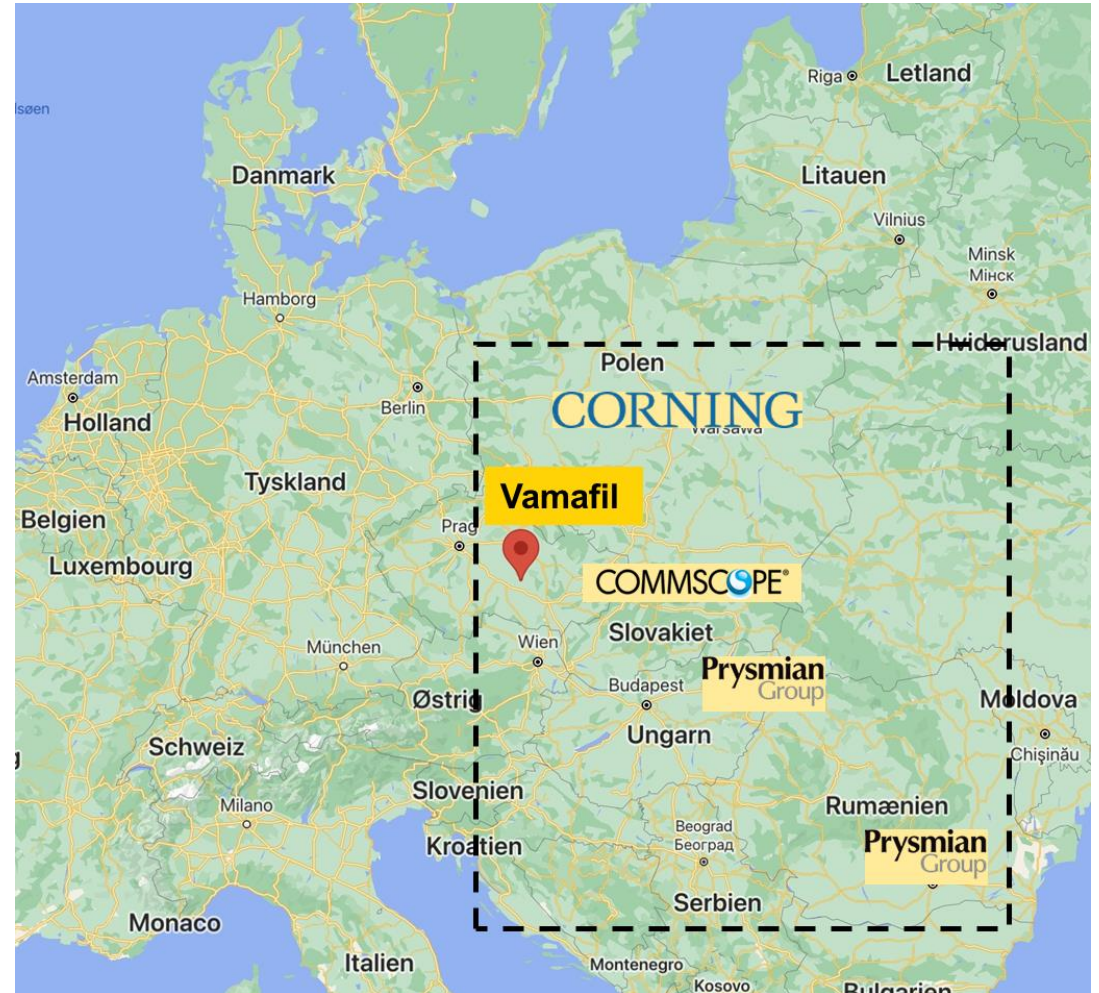 lsøen
Riga
Letland
Danmark
Litauen
Vilnius
Minsk
Мінск
Hamborg
Hviderusland
Polen
Amsterdam
Berlin
CORNING
Holland
Warsawa
Tyskland
Vamafil
Belgien
Prag
Luxembourg
COMMSCOPE®
Slovakiet
Wien
München
Prysmian
Group
Budapest
Østrig
Moldova
Ungarn
Schweiz
Chișinău
Slovenien
Milano
Rumænien
Beograd
Београд
Kroatien
Prysmian
Group
Serbien
Monaco
Italien
Montenegro
Kosovo
Bulgarien